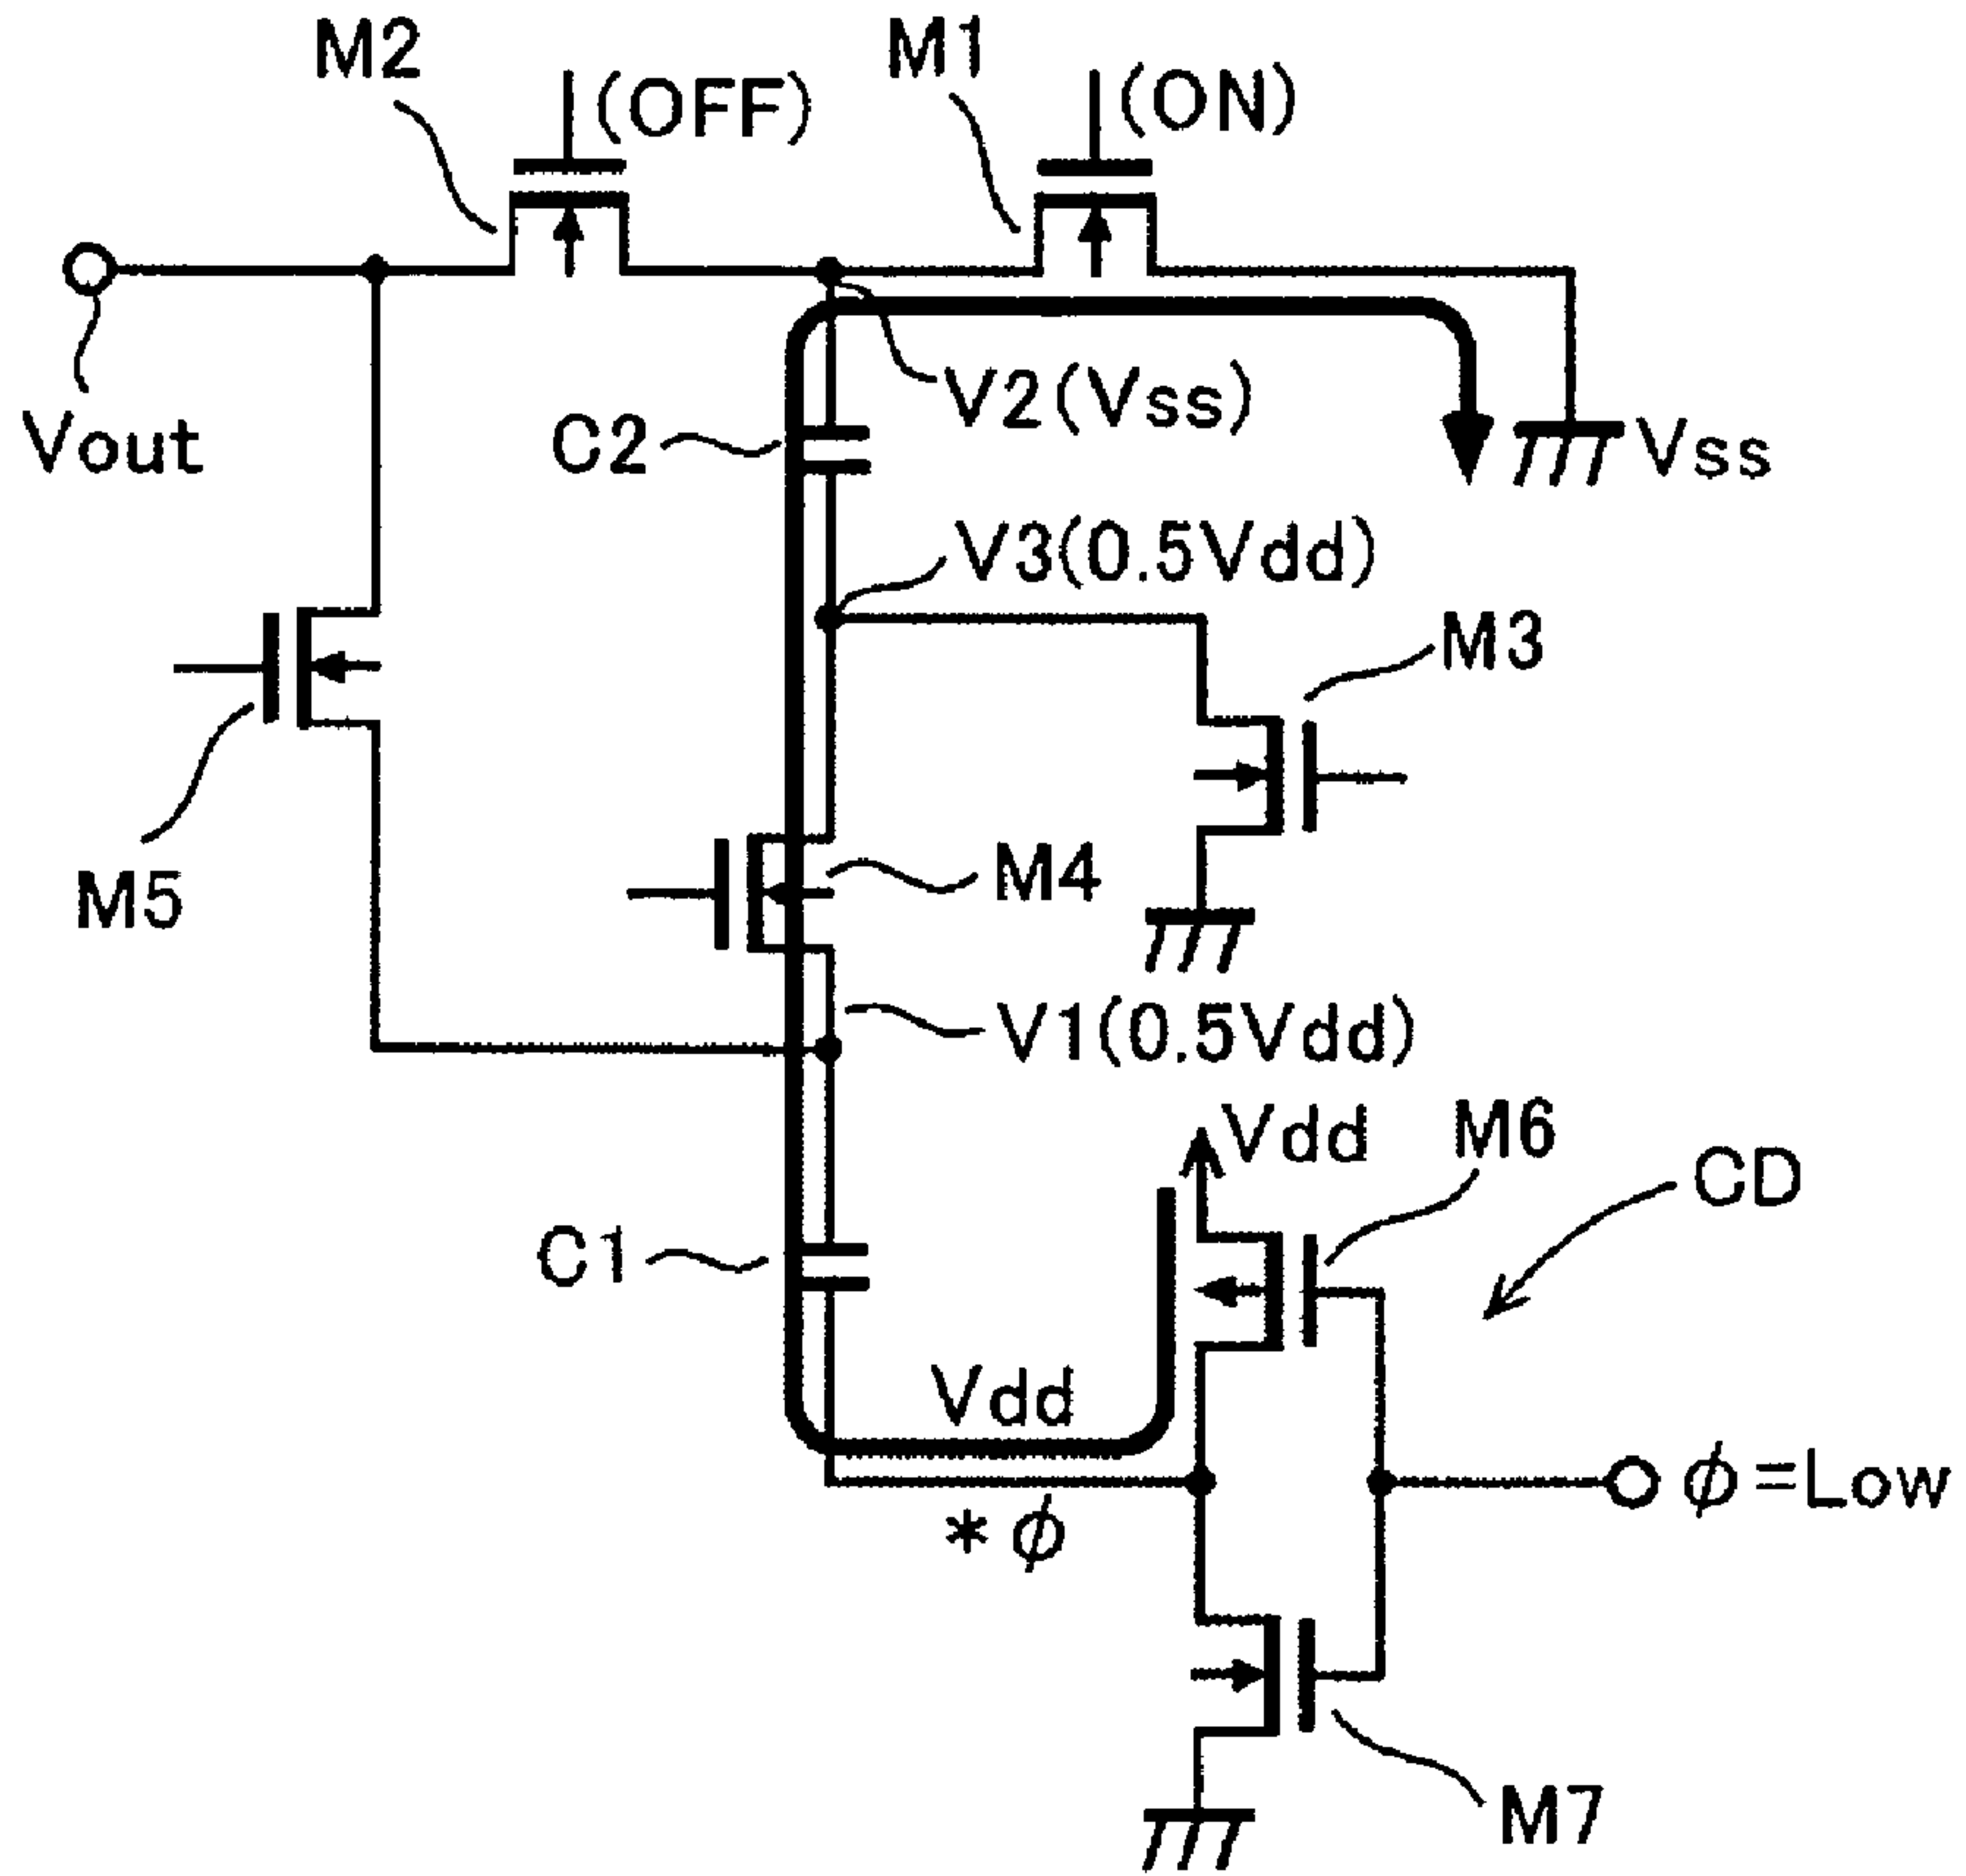 M2
M1
(OFF)
(ON)
V2(Vss)
Vout
C2
Vss
V3(0.5Vdd)
M3
M4
M5
V1(0.5Vdd)
Vdd
M6
CD
C1
Vdd
*φ
φ=Low
M7